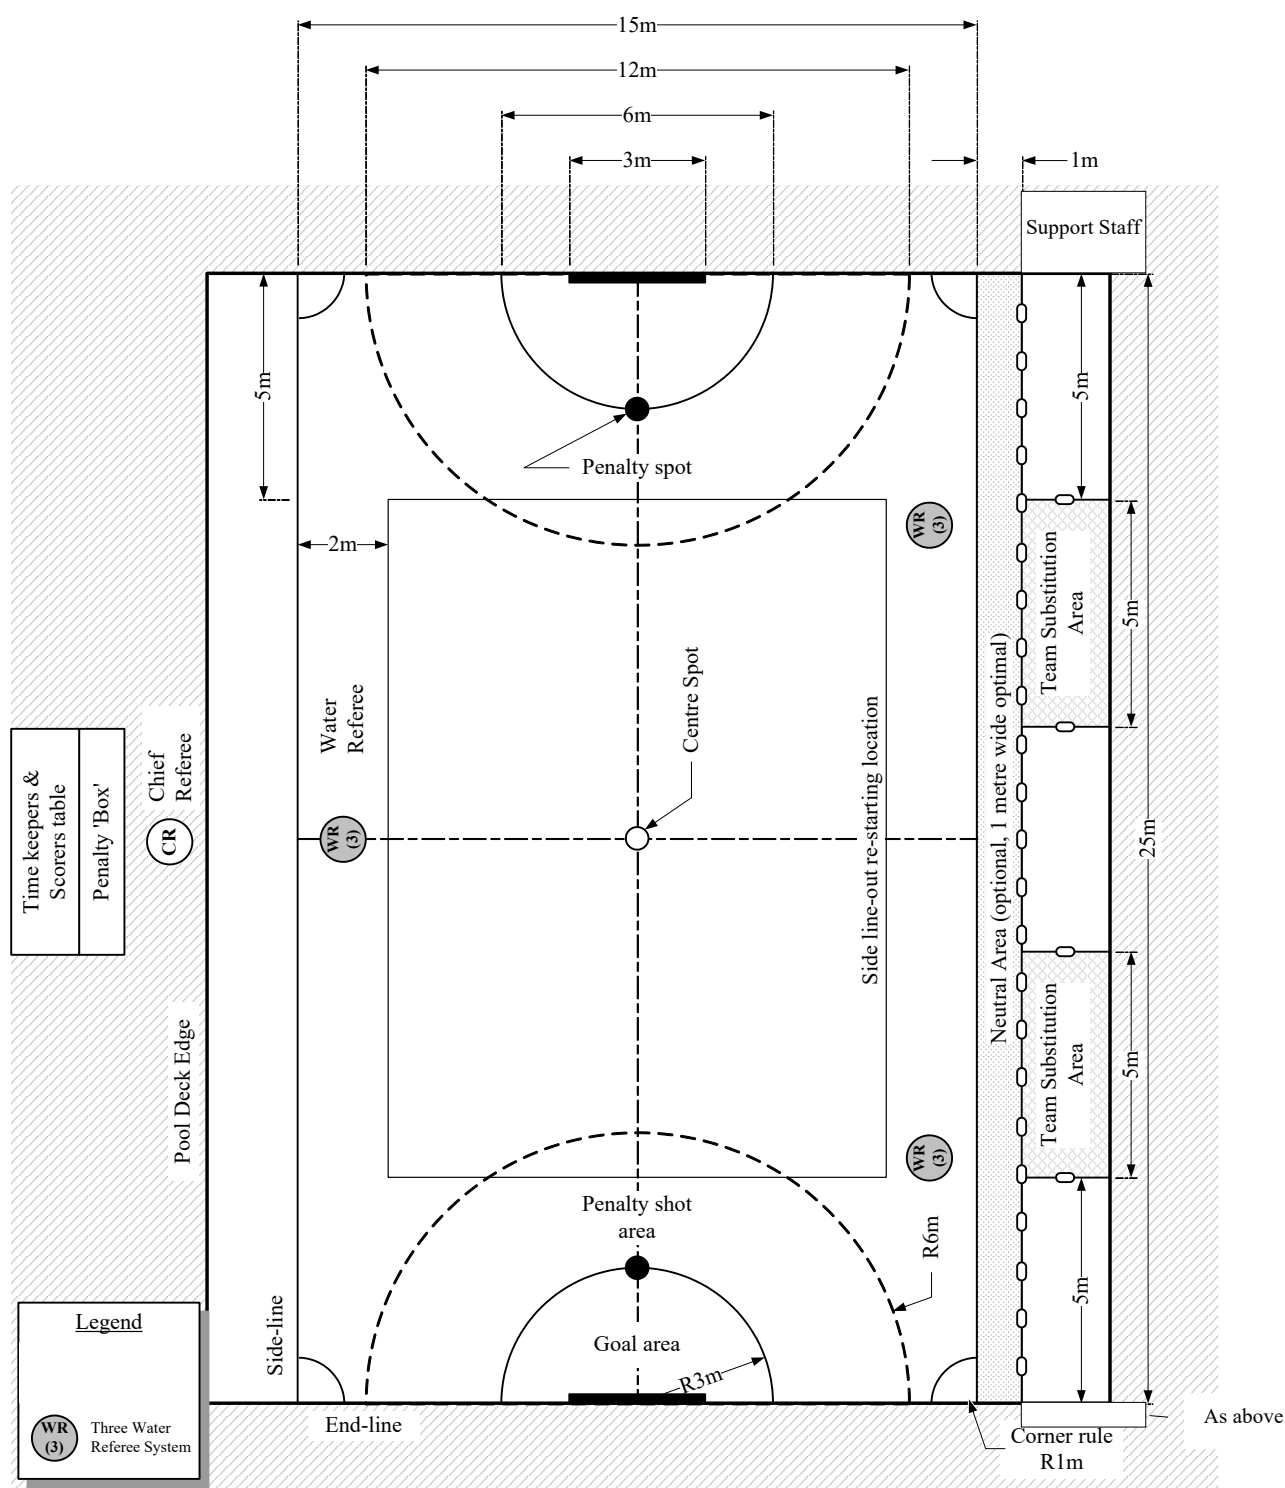 15m
12m
6m
3m
1m
Support Staff
5m
5m
Penalty spot
WR
(3)
2m
Team Substitution
Area
5m
Water
Referee
Centre Spot
Side line-out re-starting location
Neutral Area (optional, 1 metre wide optimal)
Time keepers &
Scorers table
Penalty 'Box'
Chief
Referee
CR
WR
(3)
25m
Pool Deck Edge
Team Substitution
Area
5m
WR
(3)
Penalty shot
area
R6m
5m
Side-line
Goal area
R3m
Legend
WR
(3)
Three Water
Referee System
End-line
Corner rule
R1m
As above